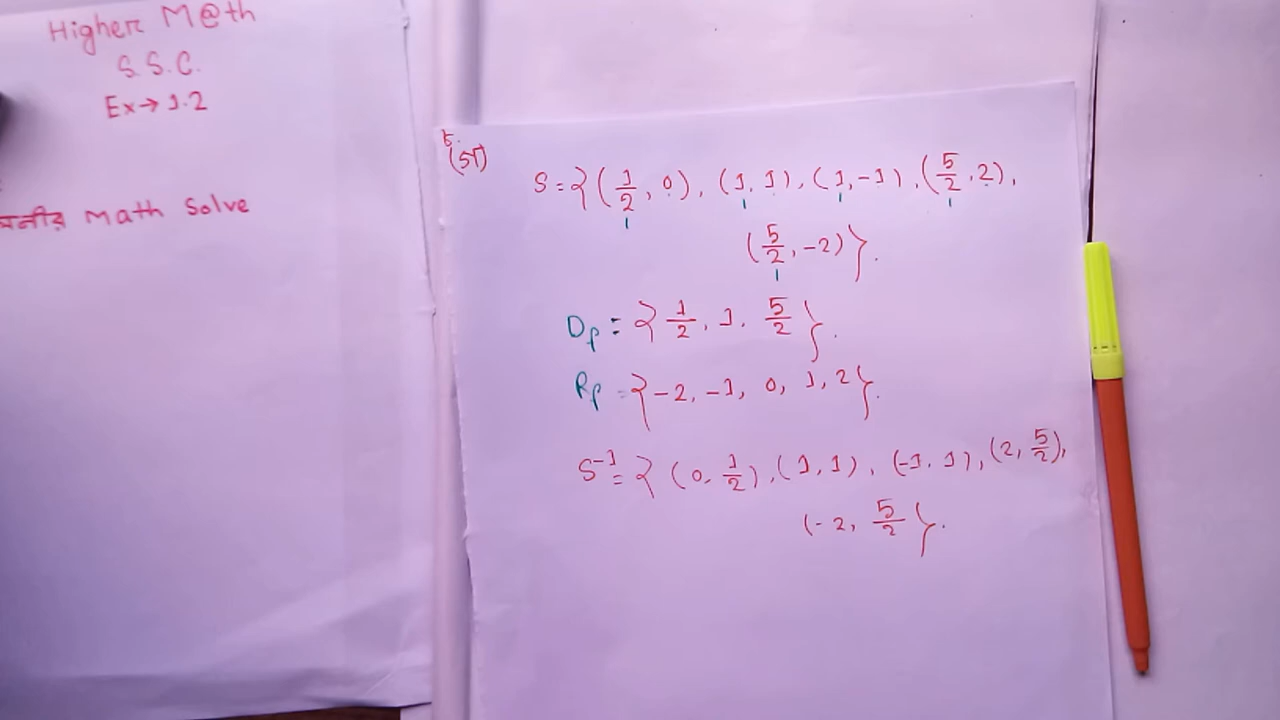 Higher M@th
S.S.C.
Ex→1.2
Math Solve
5.
(গ)
S={(1/2, 0), (1, 1), (1, -1), (5/2, 2),
(5/2, -2)}.
Dp = {1/2, 1, 5/2}.
Rp = {-2, -1, 0, 1, 2}.
S⁻¹ = {(0, 1/2), (1, 1), (-1, 1), (2, 5/2),
(-2, 5/2}.